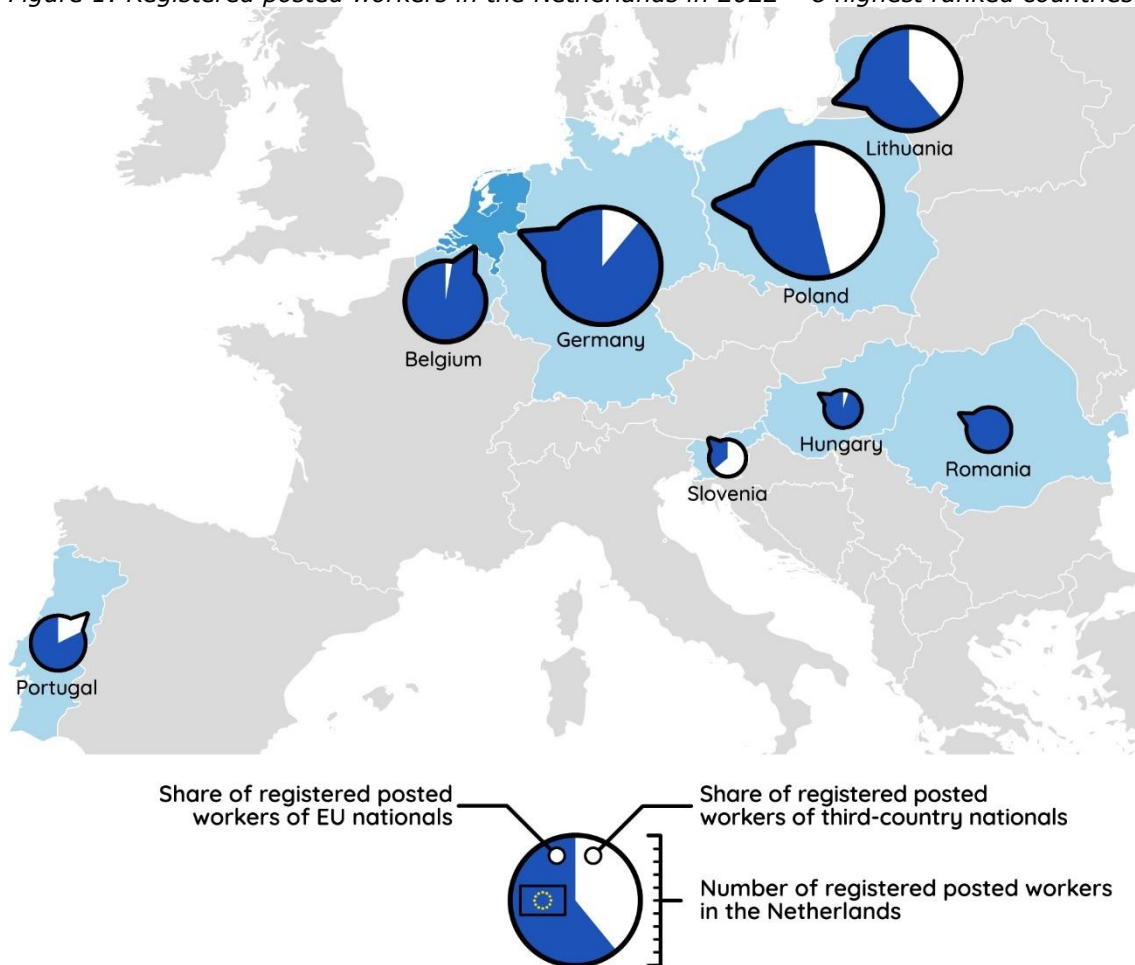 Figure 1: Registered posted workers in the Netherlands in 2022 – 8 highest ranked countries
Lithuania
Poland
Germany
Belgium
Hungary
Romania
Slovenia
Portugal
Share of registered posted
workers of EU nationals
Share of registered posted
workers of third-country nationals
Number of registered posted workers
in the Netherlands